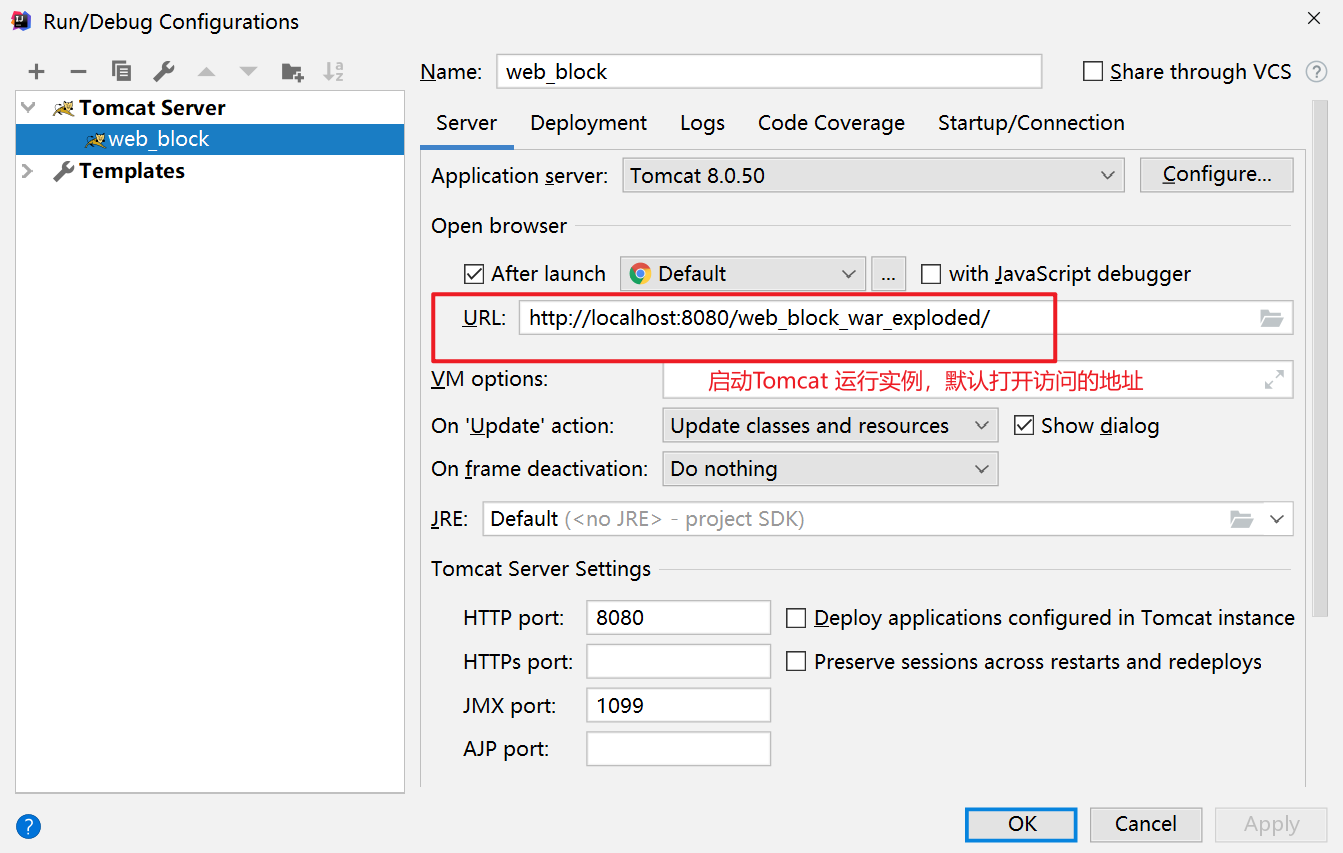 Run/Debug Configurations
Name: web_block
Share through VCS ?
Tomcat Server
web_block
Templates
Server Deployment Logs Code Coverage Startup/Connection
Application server: Tomcat 8.0.50 Configure...
Open browser
After launch Default ... with JavaScript debugger
URL: http://localhost:8080/web_block_war_exploded/
VM options: 启动Tomcat 运行实例，默认打开访问的地址
On 'Update' action: Update classes and resources Show dialog
On frame deactivation: Do nothing
JRE: Default (<no JRE> - project SDK)
Tomcat Server Settings
HTTP port: 8080 Deploy applications configured in Tomcat instance
HTTPs port: Preserve sessions across restarts and redeploys
JMX port: 1099
AJP port:
? OK Cancel Apply